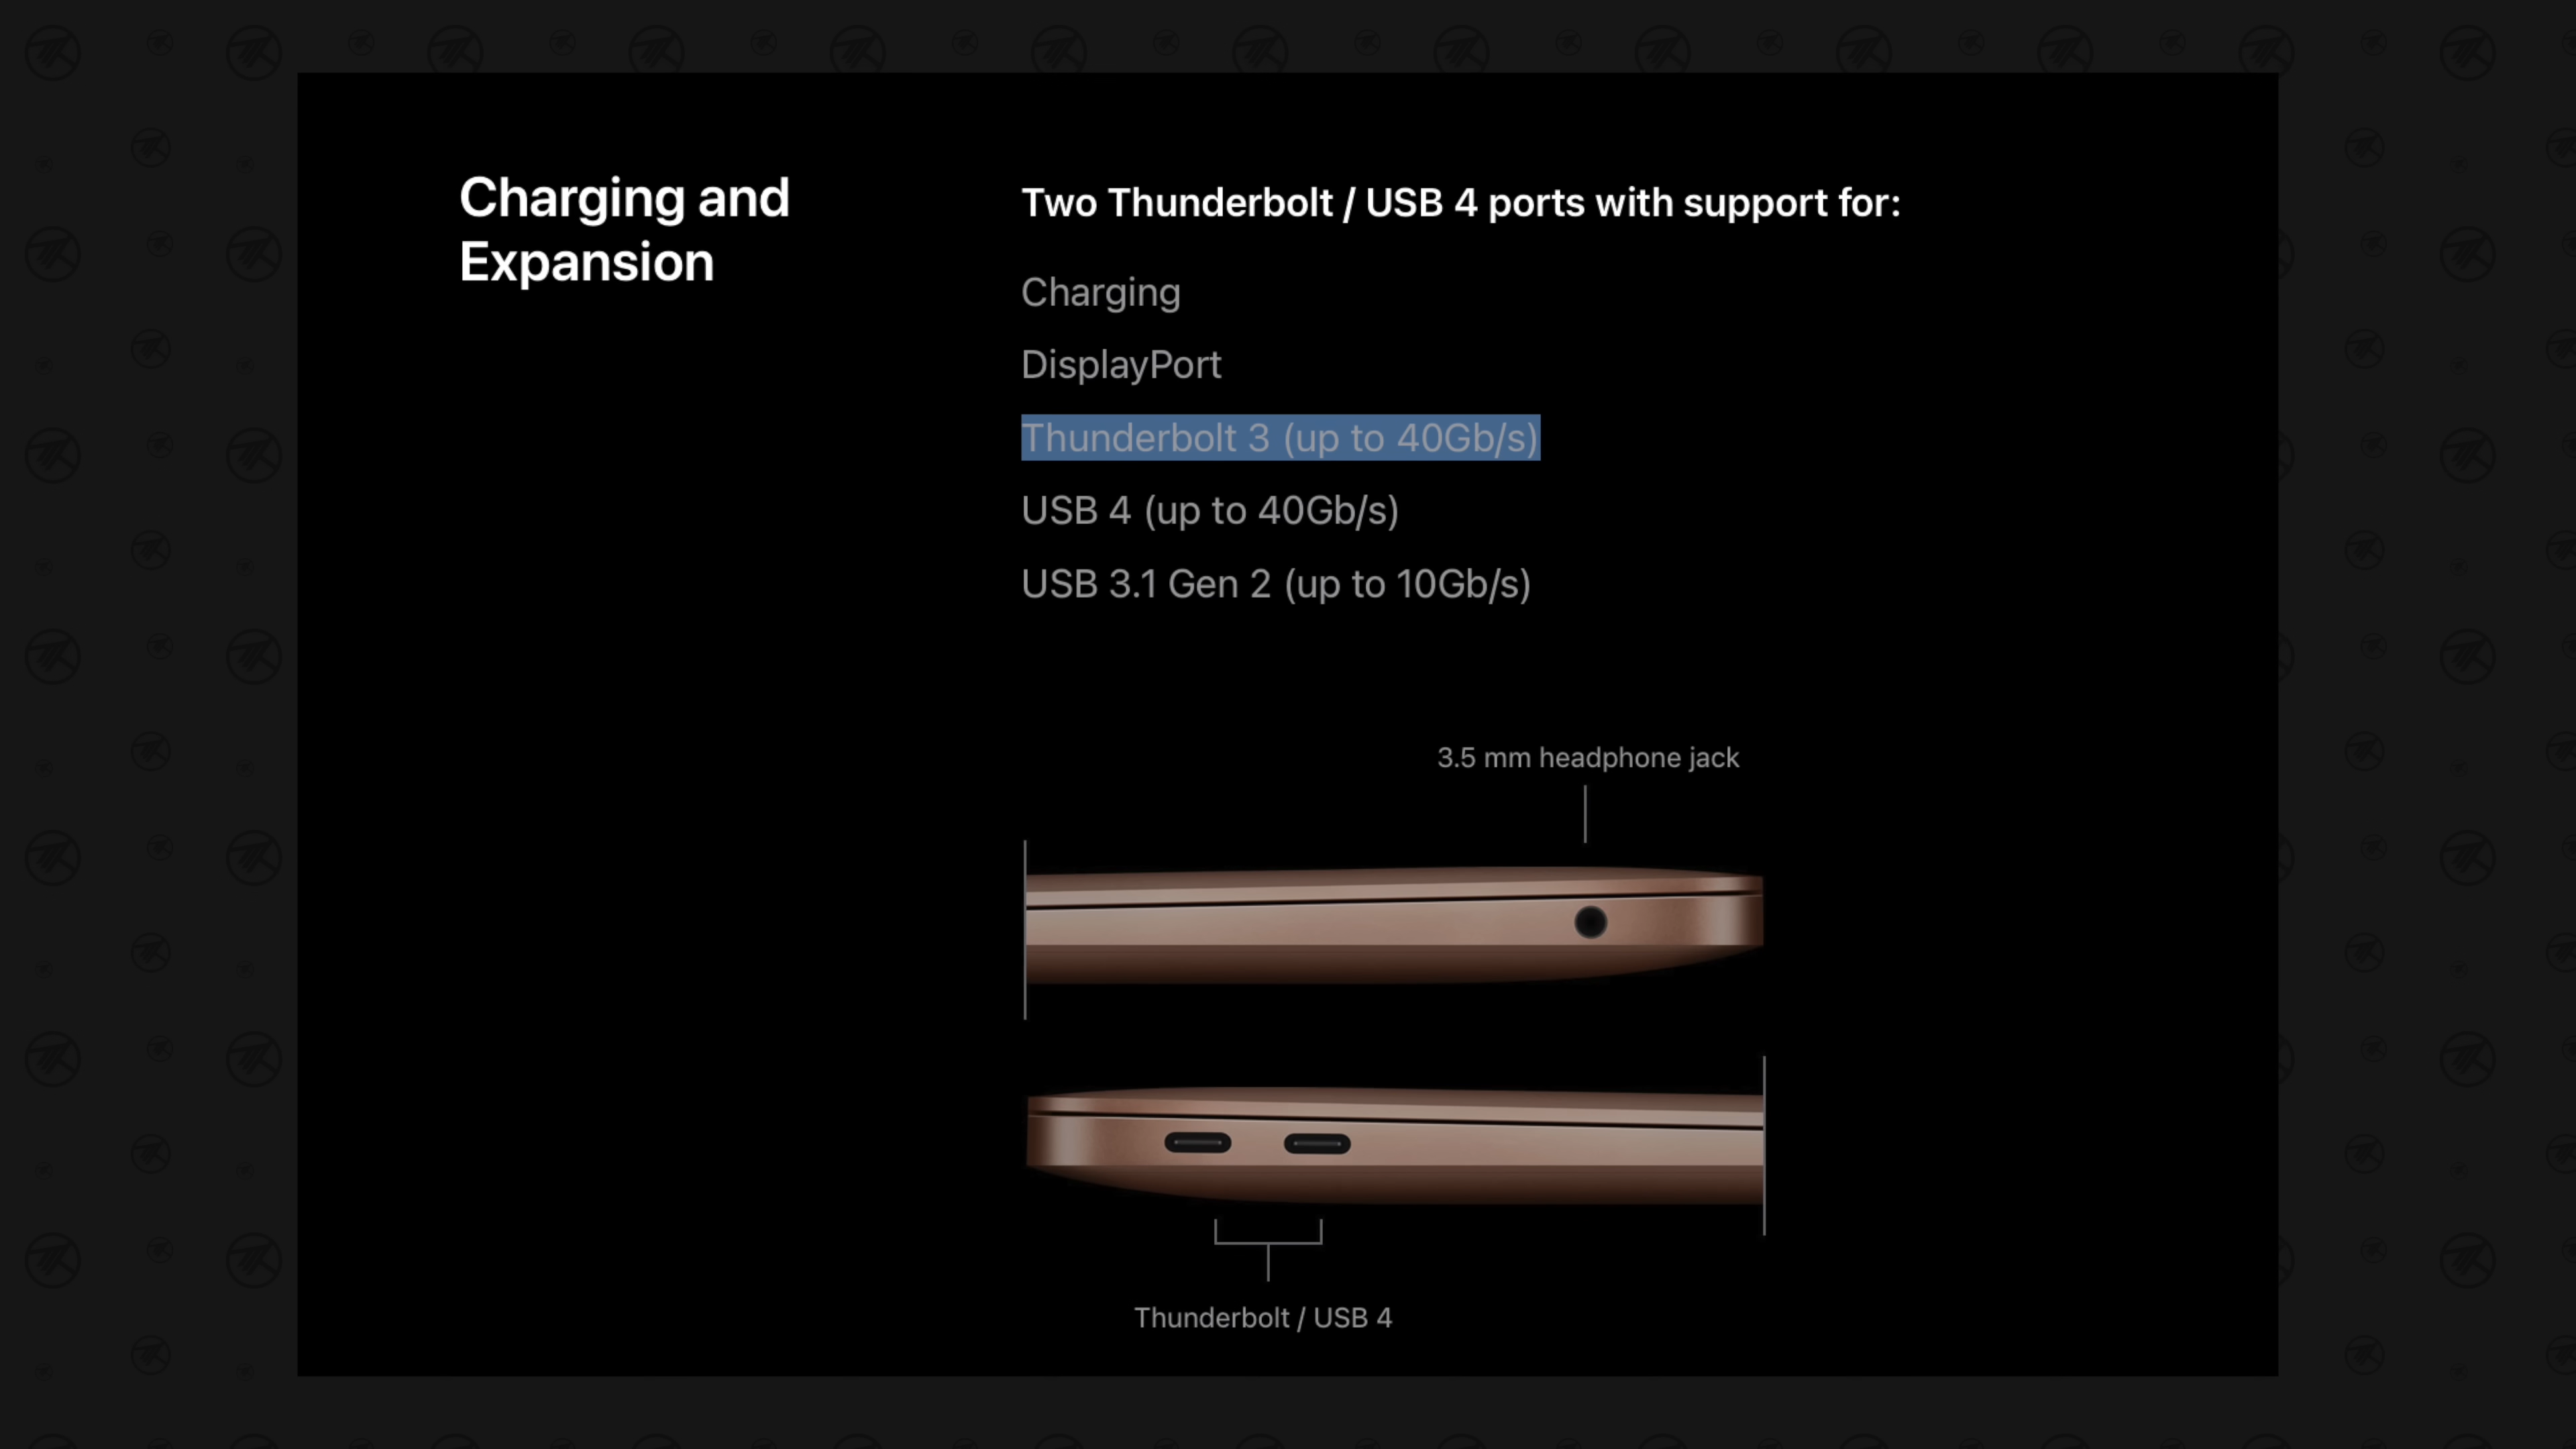 Charging and
Expansion
Two Thunderbolt / USB 4 ports with support for:
Charging
DisplayPort
Thunderbolt 3 (up to 40Gb/s)
USB 4 (up to 40Gb/s)
USB 3.1 Gen 2 (up to 10Gb/s)
3.5 mm headphone jack
Thunderbolt / USB 4